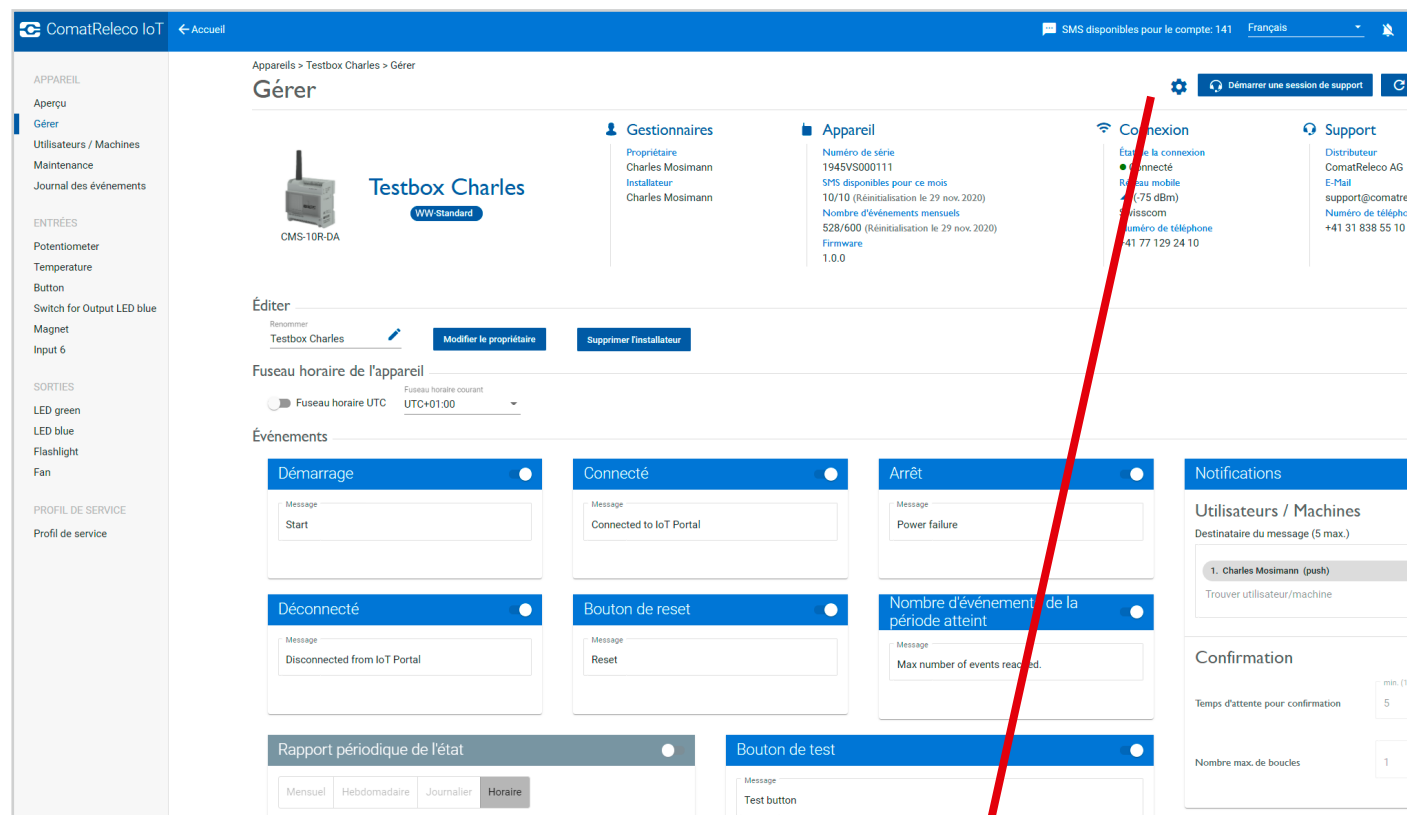 ComatReleco IoT
Accueil
SMS disponibles pour le compte: 141
Français
APPAREIL
Aperçu
Gérer
Utilisateurs / Machines
Maintenance
Journal des événements
ENTRÉES
Potentiometer
Temperature
Button
Switch for Output LED blue
Magnet
Input 6
SORTIES
LED green
LED blue
Flashlight
Fan
PROFIL DE SERVICE
Profil de service
Appareils > Testbox Charles > Gérer
Gérer
Démarrer une session de support
CMS-10R-DA
Testbox Charles
WW-Standard
Gestionnaires
Propriétaire
Charles Mosimann
Installateur
Charles Mosimann
Appareil
Numéro de série
1945VS000111
SMS disponibles pour ce mois
10/10 (Réinitialisation le 29 nov. 2020)
Nombre d'événements mensuels
528/600 (Réinitialisation le 29 nov. 2020)
Firmware
1.0.0
Connexion
État de la connexion
Connecté
Réseau mobile
(-75 dBm)
Swisscom
Numéro de téléphone
+41 77 129 24 10
Support
Distributeur
ComatReleco AG
E-Mail
support@comatre
Numéro de télépho
+41 31 838 55 10
Éditer
Renommer
Testbox Charles
Modifier le propriétaire
Supprimer l'installateur
Fuseau horaire de l'appareil
Fuseau horaire UTC
Fuseau horaire courant
UTC+01:00
Événements
Démarrage
Message
Start
Connecté
Message
Connected to IoT Portal
Arrêt
Message
Power failure
Déconnecté
Message
Disconnected from IoT Portal
Bouton de reset
Message
Reset
Nombre d'événements de la
période atteint
Message
Max number of events reached.
Rapport périodique de l'état
Mensuel Hebdomadaire Journalier Horaire
Bouton de test
Message
Test button
Notifications
Utilisateurs / Machines
Destinataire du message (5 max.)
1. Charles Mosimann (push)
Trouver utilisateur/machine
Confirmation
Temps d'attente pour confirmation
min. (1
5
Nombre max. de boucles
1